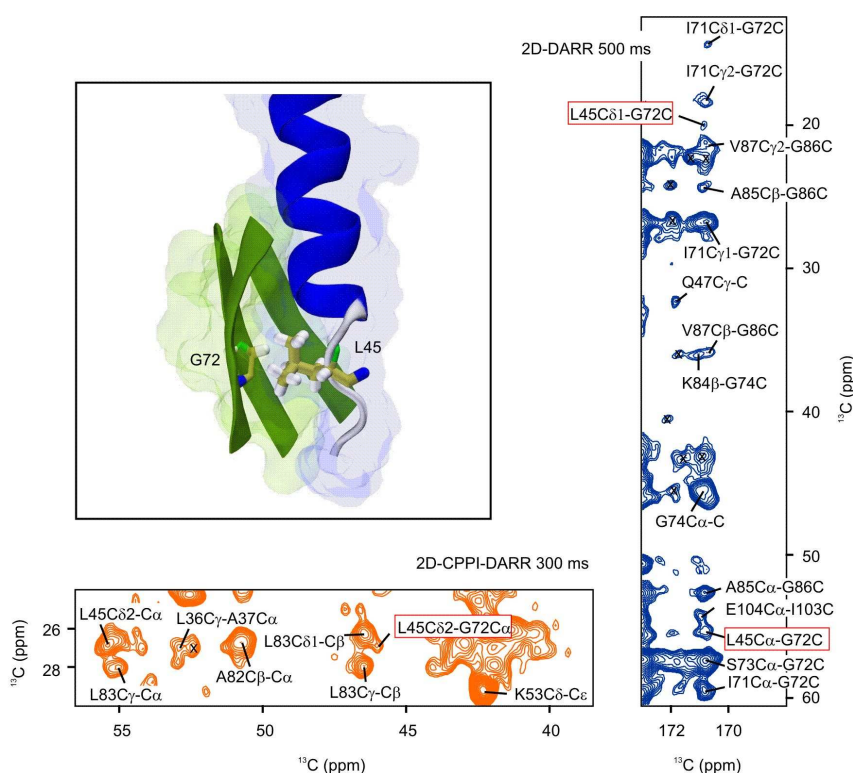 2D-DARR 500 ms
I71Cδ1-G72C
I71Cγ2-G72C
L45Cδ1-G72C
20
V87Cγ2-G86C
x x
x
A85Cβ-G86C
x
I71Cγ1-G72C
30
Q47Cγ-C
V87Cβ-G86C
x
K84β-G74C
40
x
x x
x
G74Cα-C
50
A85Cα-G86C
E104Cα-I103C
L45Cα-G72C
S73Cα-G72C
I71Cα-G72C
60
13C (ppm)
172 170
13C (ppm)
G72
L45
2D-CPPI-DARR 300 ms
L45Cδ2-Cα
L36Cγ-A37Cα
L45Cδ2-G72Cα
L83Cδ1-Cβ
x
A82Cβ-Cα
L83Cγ-Cα
L83Cγ-Cβ
K53Cδ-Cε
26
28
13C (ppm)
55 50 45 40
13C (ppm)